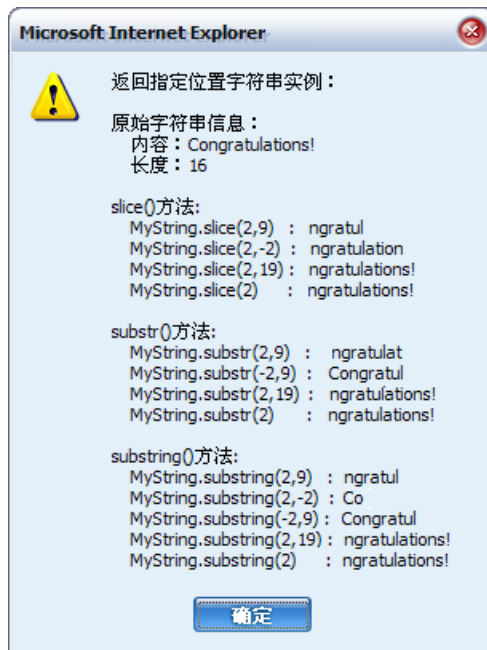 Microsoft Internet Explorer
返回指定位置字符串实例：
原始字符串信息：
内容：Congratulations!
长度：16
slice()方法:
MyString.slice(2,9) : ngratul
MyString.slice(2,-2) : ngratulation
MyString.slice(2,19) : ngratulations!
MyString.slice(2) : ngratulations!
substr()方法:
MyString.substr(2,9) : ngratulat
MyString.substr(-2,9) : Congratul
MyString.substr(2,19) : ngratulations!
MyString.substr(2) : ngratulations!
substring()方法:
MyString.substring(2,9) : ngratul
MyString.substring(2,-2) : Co
MyString.substring(-2,9) : Congratul
MyString.substring(2,19) : ngratulations!
MyString.substring(2) : ngratulations!
确定